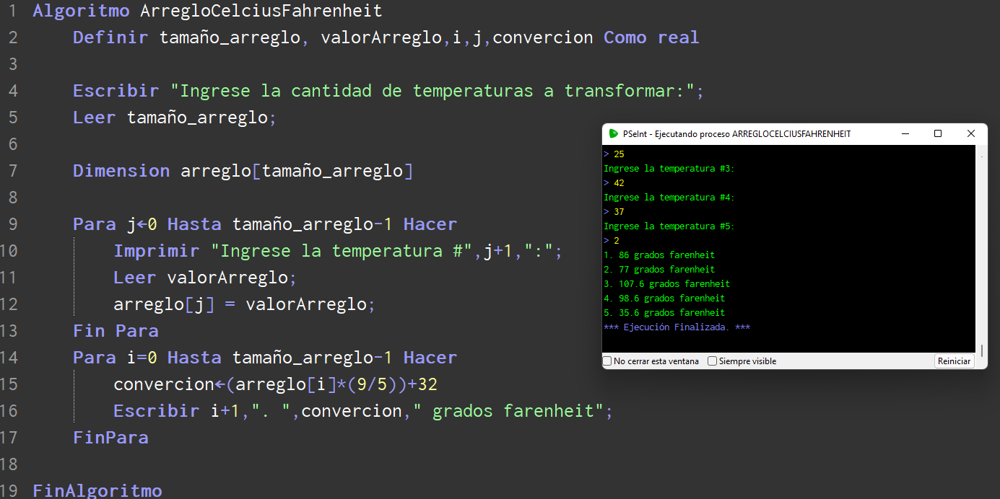 1 Algoritmo ArregloCelciusFahrenheit
2 Definir tamaño_arreglo, valorArreglo,i,j,convercion Como real
3
4 Escribir "Ingrese la cantidad de temperaturas a transformar:";
5 Leer tamaño_arreglo;
6
7 Dimension arreglo[tamaño_arreglo]
8
9 Para j←0 Hasta tamaño_arreglo-1 Hacer
10 Imprimir "Ingrese la temperatura #",j+1,":";
11 Leer valorArreglo;
12 arreglo[j] = valorArreglo;
13 Fin Para
14 Para i=0 Hasta tamaño_arreglo-1 Hacer
15 convercion←(arreglo[i]*(9/5))+32
16 Escribir i+1,". ",convercion," grados farenheit";
17 FinPara
18
19 FinAlgoritmo
PSeInt - Ejecutando proceso ARREGLOCELCIUSFAHRENHEIT
> 25
Ingrese la temperatura #3:
> 42
Ingrese la temperatura #4:
> 37
Ingrese la temperatura #5:
> 2
1. 86 grados farenheit
2. 77 grados farenheit
3. 107.6 grados farenheit
4. 98.6 grados farenheit
5. 35.6 grados farenheit
*** Ejecución Finalizada. ***
No cerrar esta ventana Siempre visible Reiniciar